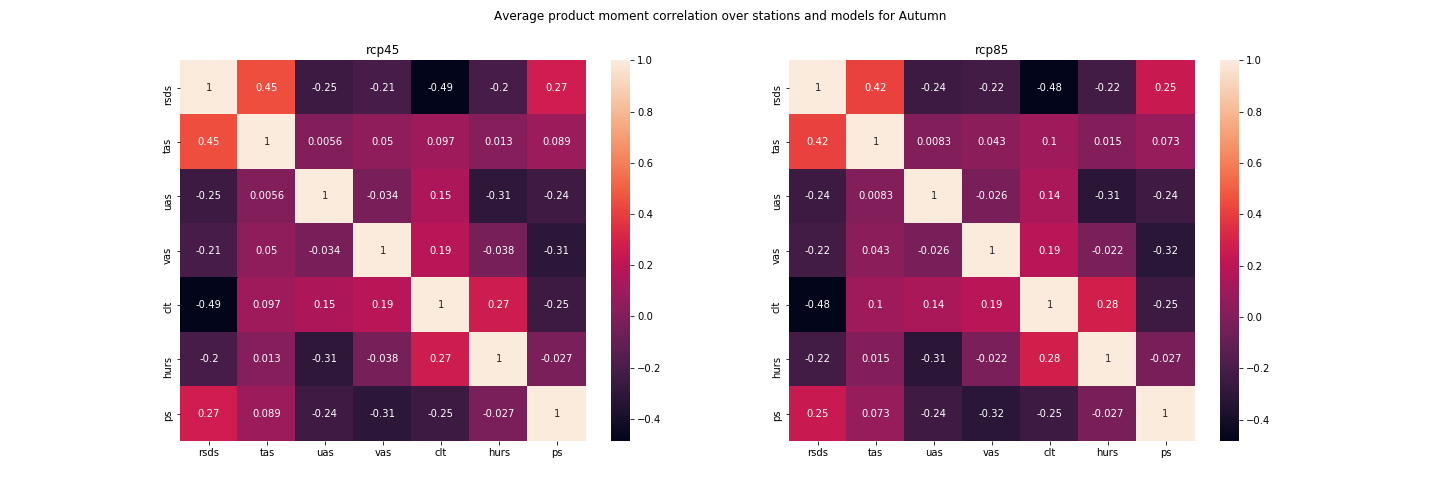 Average product moment correlation over stations and models for Autumn
rcp45
rsds 1 0.45 -0.25 -0.21 -0.49 -0.2 0.27
tas 0.45 1 0.0056 0.05 0.097 0.013 0.089
uas -0.25 0.0056 1 -0.034 0.15 -0.31 -0.24
vas -0.21 0.05 -0.034 1 0.19 -0.038 -0.31
clt -0.49 0.097 0.15 0.19 1 0.27 -0.25
hurs -0.2 0.013 -0.31 -0.038 0.27 1 -0.027
ps 0.27 0.089 -0.24 -0.31 -0.25 -0.027 1
rsds tas uas vas clt hurs ps
1.0
0.8
0.6
0.4
0.2
0.0
−0.2
−0.4
rcp85
rsds 1 0.42 -0.24 -0.22 -0.48 -0.22 0.25
tas 0.42 1 0.0083 0.043 0.1 0.015 0.073
uas -0.24 0.0083 1 -0.026 0.14 -0.31 -0.24
vas -0.22 0.043 -0.026 1 0.19 -0.022 -0.32
clt -0.48 0.1 0.14 0.19 1 0.28 -0.25
hurs -0.22 0.015 -0.31 -0.022 0.28 1 -0.027
ps 0.25 0.073 -0.24 -0.32 -0.25 -0.027 1
rsds tas uas vas clt hurs ps
1.0
0.8
0.6
0.4
0.2
0.0
−0.2
−0.4